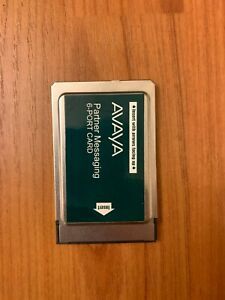 ◆ Insert with arrows facing up ◆
AVAYA
Partner Messaging
6-PORT CARD
Insert